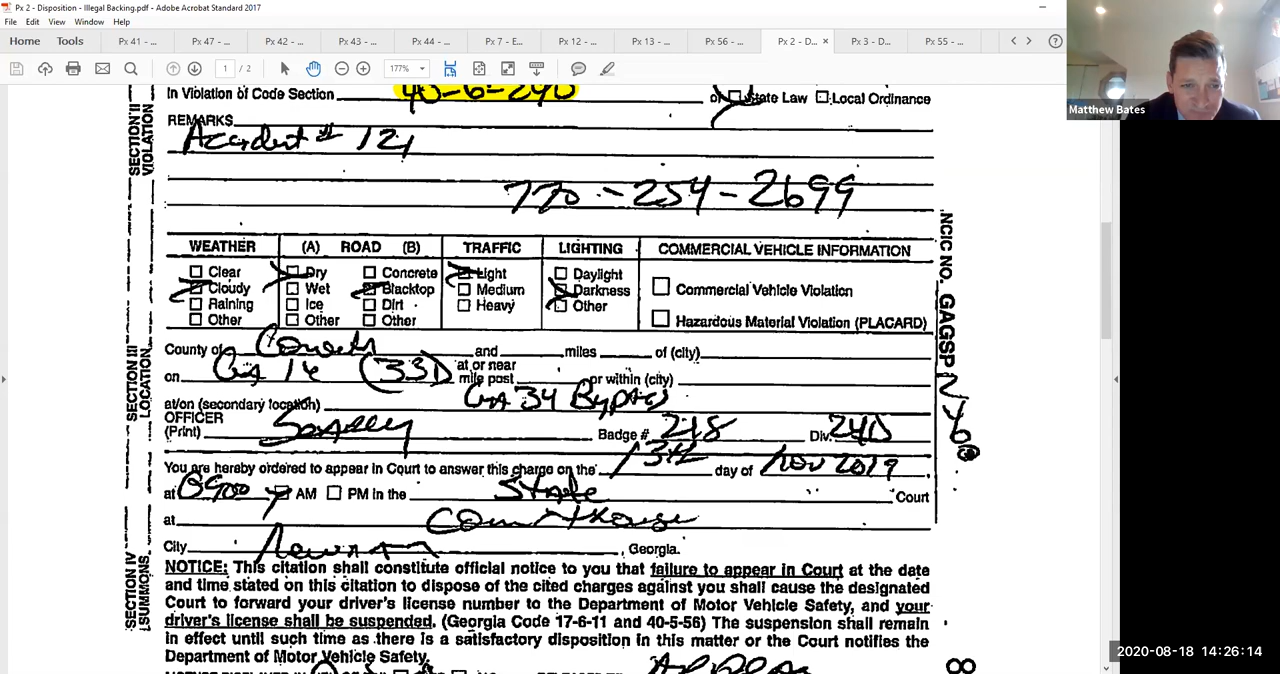 Px 2 - Disposition - Illegal Backing.pdf - Adobe Acrobat Standard 2017
File Edit View Window Help
Home Tools Px 41 - ... Px 47 - ... Px 42 - ... Px 43 - ... Px 44 - ... Px 7 - E... Px 12 - ... Px 13 - ... Px 56 - ... Px 2 - D... × Px 3 - D... Px 55 - ...
1 / 2 177%
Matthew Bates
In Violation of Code Section 40-6-240 of State Law Local Ordinance
REMARKS
Accident # 121
770-254-2699
WEATHER (A) ROAD (B) TRAFFIC LIGHTING COMMERCIAL VEHICLE INFORMATION
Clear Dry Concrete Light Daylight
Cloudy Wet Blacktop Medium Darkness Commercial Vehicle Violation
Raining Ice Dirt Heavy Other
Other Other Other Hazardous Material Violation (PLACARD)
County of Coweta and miles of (city)
on Ga 16 (33D) at or near mile post or within (city)
at/on (secondary location) Ga 34 Bypass
OFFICER
(Print) Badge # 218 Div. 24D
You are hereby ordered to appear in Court to answer this charge on the 13th day of Nov 2019
at 0900 AM PM in the State Court
at Courthouse
City Newnan, Georgia.
NOTICE: This citation shall constitute official notice to you that failure to appear in Court at the date
and time stated on this citation to dispose of the cited charges against you shall cause the designated
Court to forward your driver's license number to the Department of Motor Vehicle Safety, and your
driver's license shall be suspended. (Georgia Code 17-6-11 and 40-5-56) The suspension shall remain
in effect until such time as there is a satisfactory disposition in this matter or the Court notifies the
Department of Motor Vehicle Safety.
SECTION II VIOLATION
SECTION III LOCATION
SECTION IV SUMMONS
NCIC NO. GAGSP
2020-08-18 14:26:14